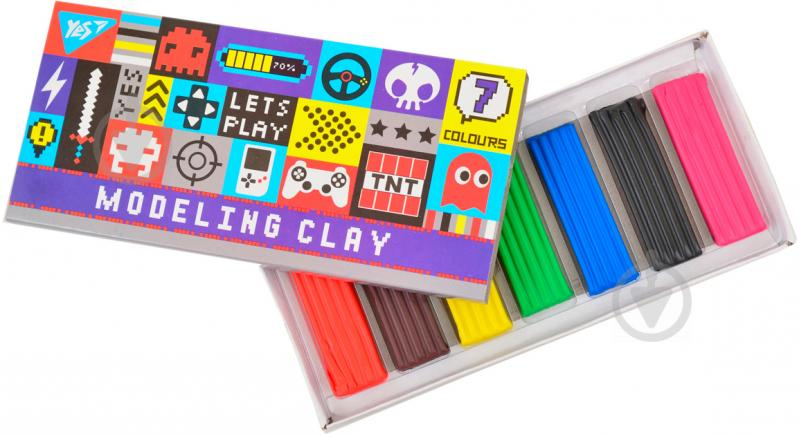 YES
70%
YES
LETS
PLAY
7
COLOURS
TNT
MODELING CLAY